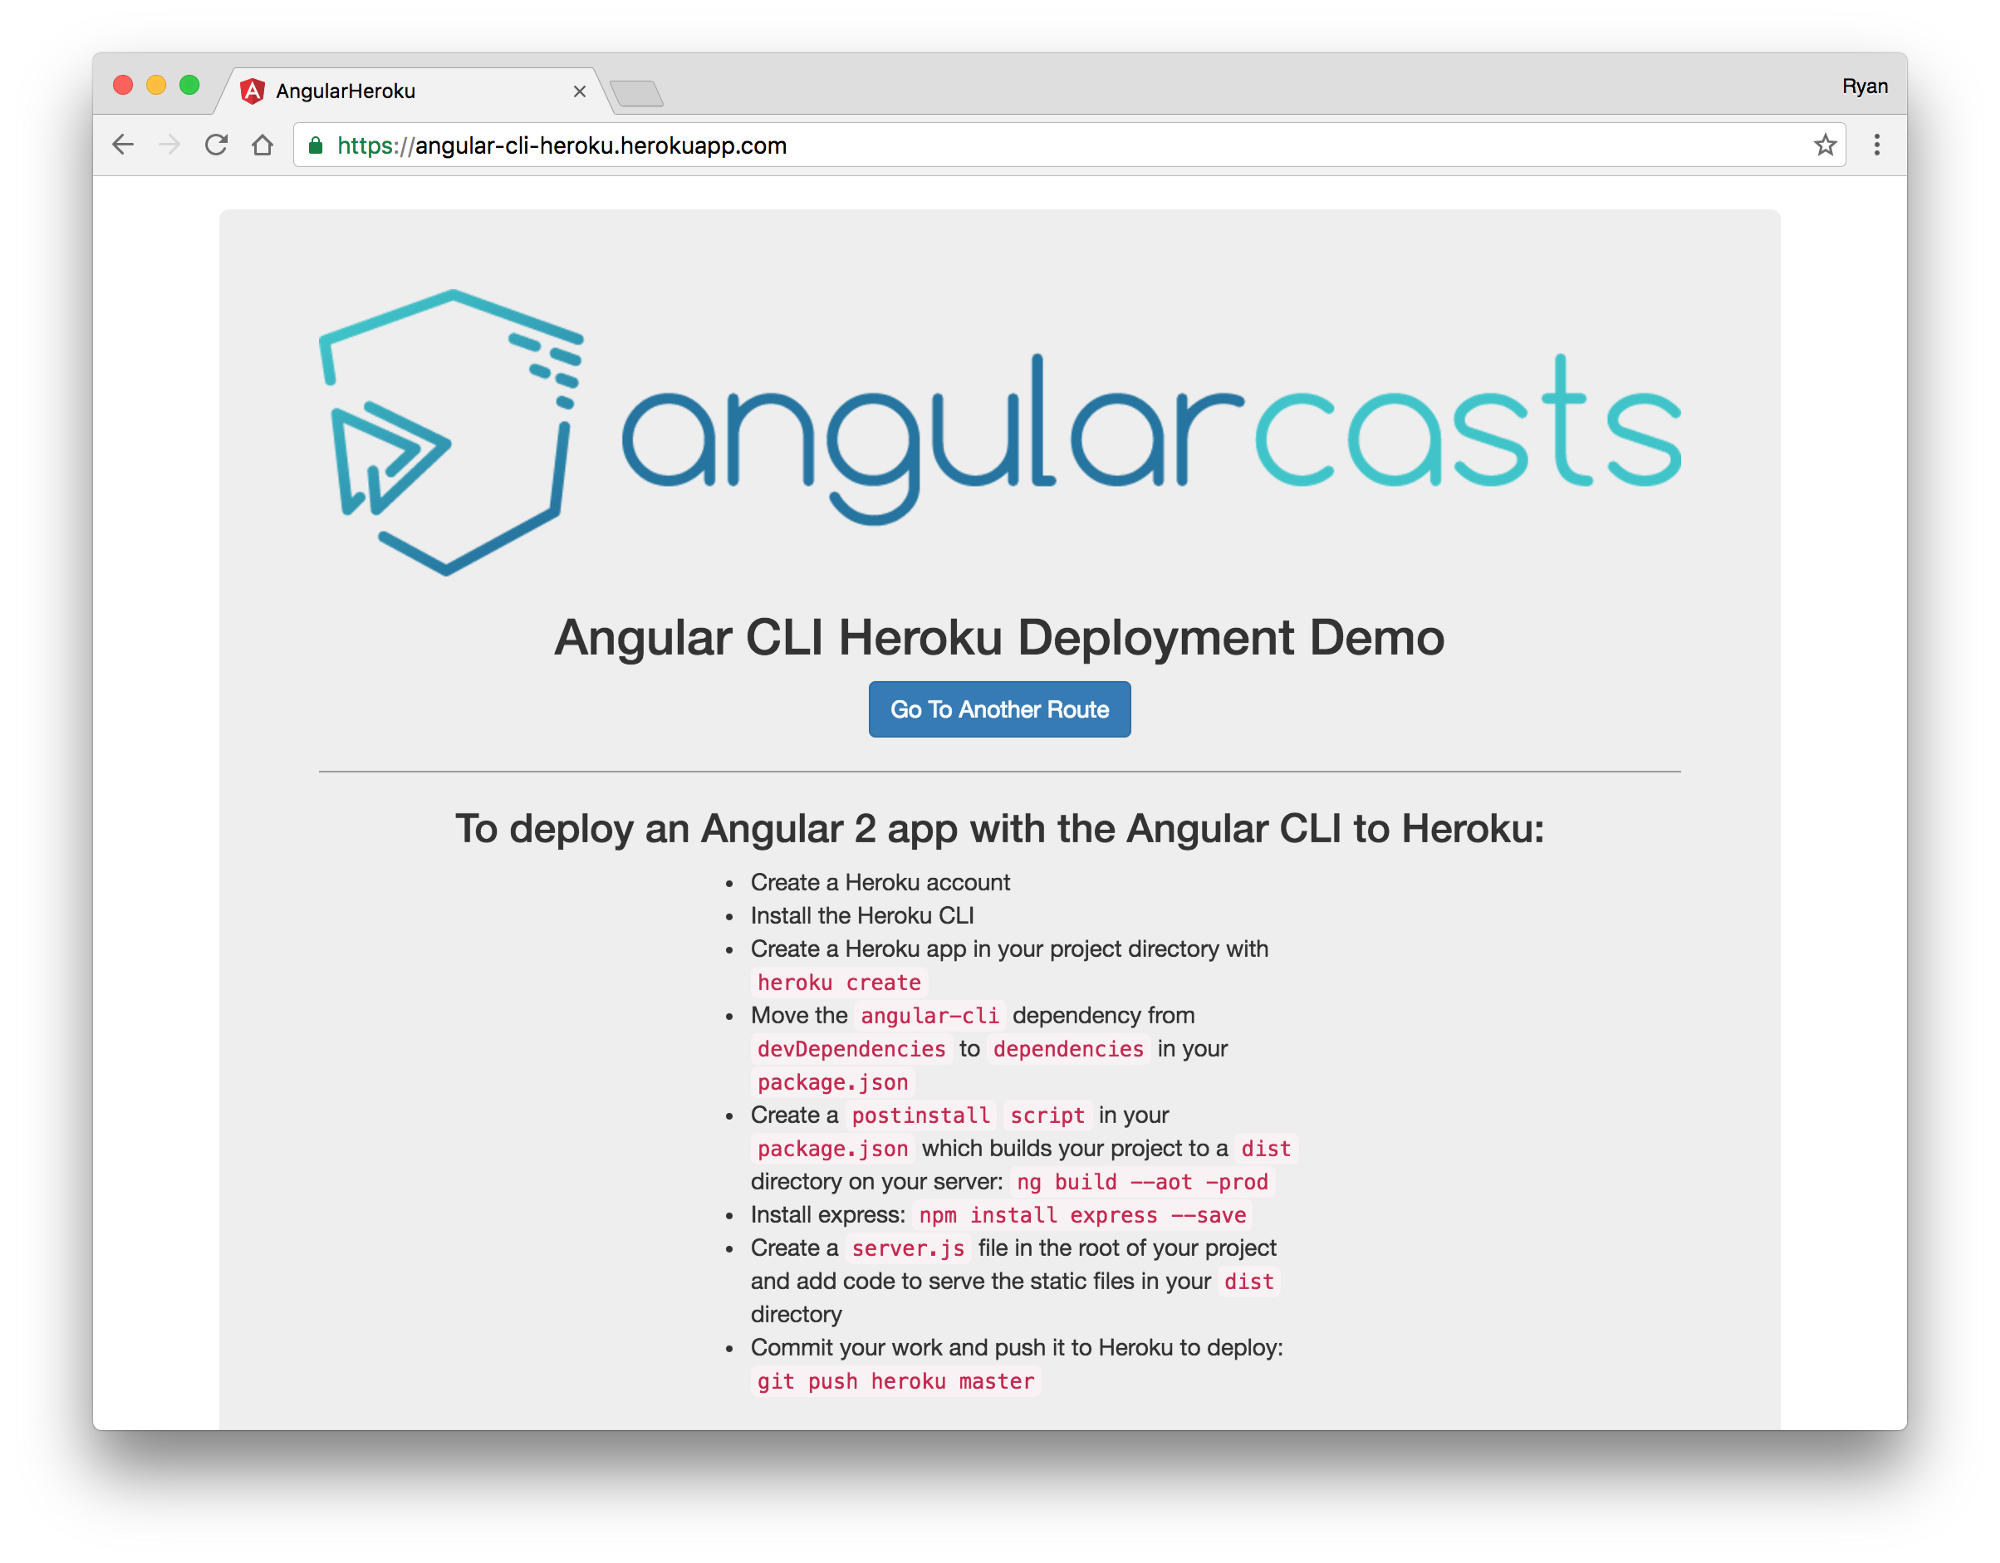 AngularHeroku
Ryan
https://angular-cli-heroku.herokuapp.com
angularcasts
Angular CLI Heroku Deployment Demo
Go To Another Route
To deploy an Angular 2 app with the Angular CLI to Heroku:
• Create a Heroku account
• Install the Heroku CLI
• Create a Heroku app in your project directory with
heroku create
• Move the angular-cli dependency from
devDependencies to dependencies in your
package.json
• Create a postinstall script in your
package.json which builds your project to a dist
directory on your server: ng build --aot -prod
• Install express: npm install express --save
• Create a server.js file in the root of your project
and add code to serve the static files in your dist
directory
• Commit your work and push it to Heroku to deploy:
git push heroku master